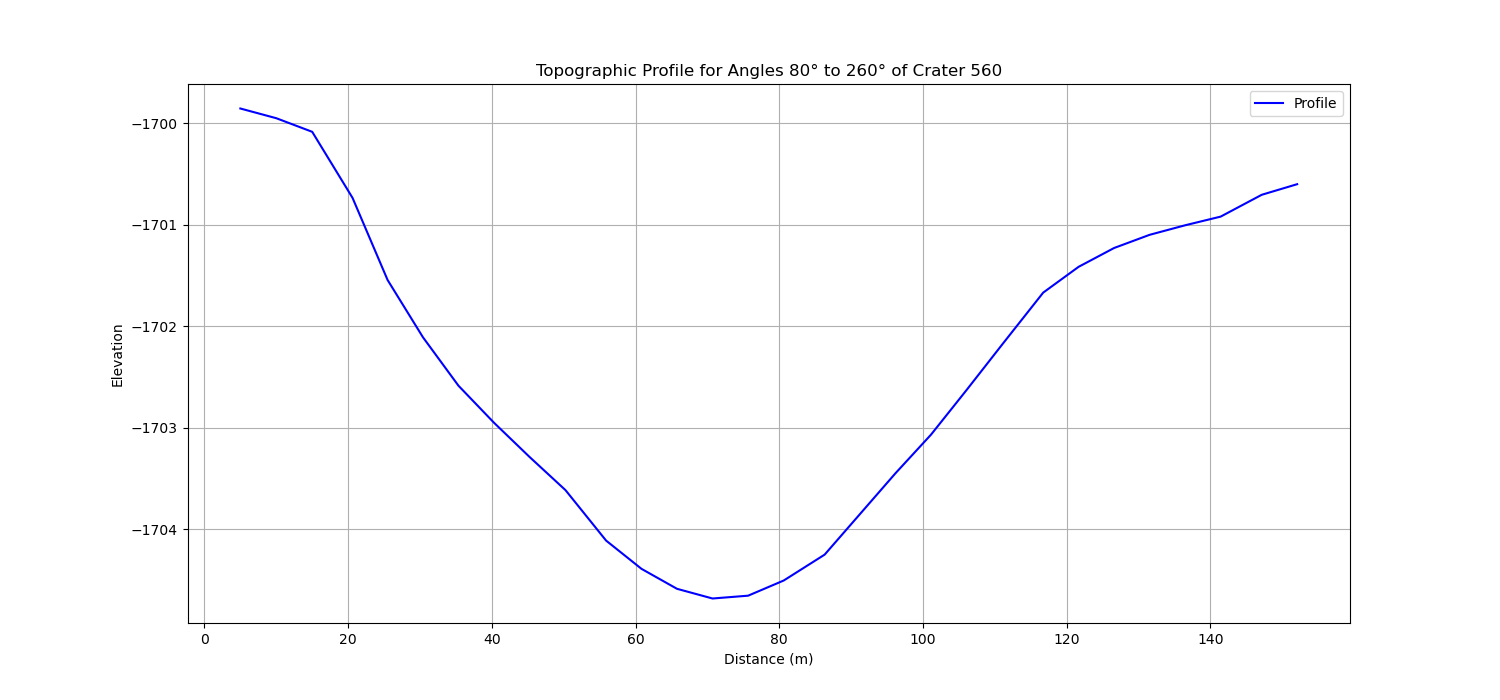 Topographic Profile for Angles 80° to 260° of Crater 560
Profile
−1700
−1701
−1702
−1703
−1704
Elevation
0 20 40 60 80 100 120 140
Distance (m)